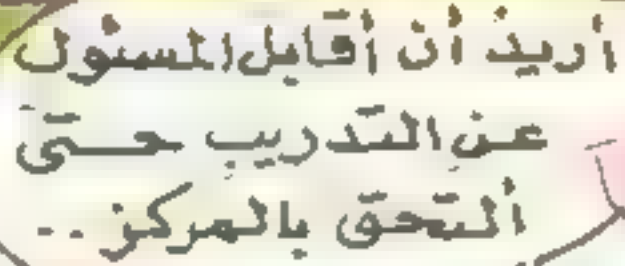 أريد أن أقابل المسئول
عن التدريب حتى
ألتحق بالمركز..